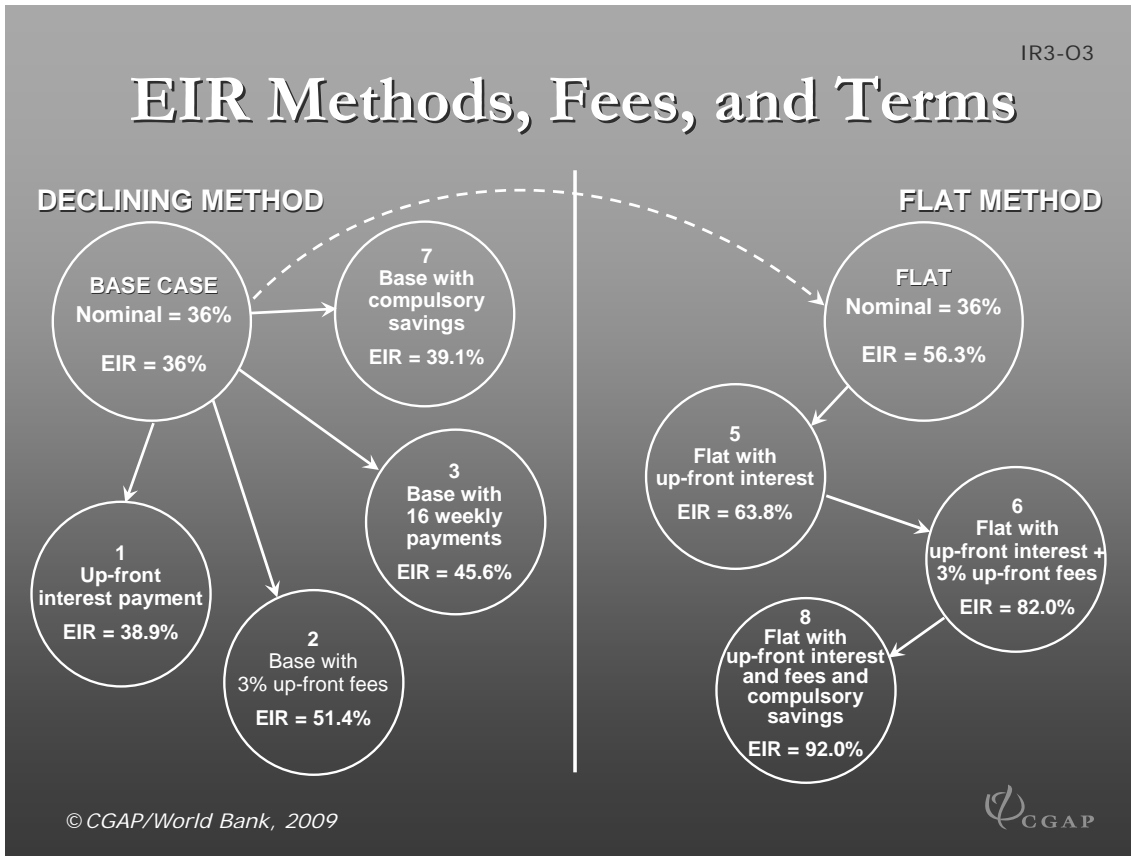 IR3-O3
EIR Methods, Fees, and Terms
DECLINING METHOD
BASE CASE
Nominal = 36%
EIR = 36%
7
Base with
compulsory
savings
EIR = 39.1%
3
Base with
16 weekly
payments
EIR = 45.6%
1
Up-front
interest payment
EIR = 38.9%
2
Base with
3% up-front fees
EIR = 51.4%
FLAT METHOD
FLAT
Nominal = 36%
EIR = 56.3%
5
Flat with
up-front interest
EIR = 63.8%
6
Flat with
up-front interest +
3% up-front fees
EIR = 82.0%
8
Flat with
up-front interest
and fees and
compulsory
savings
EIR = 92.0%
© CGAP/World Bank, 2009
CGAP